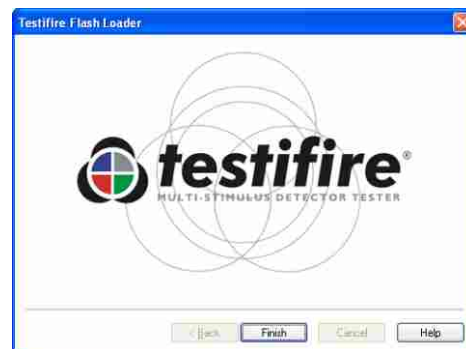 Testifire Flash Loader
testifire®
MULTI-STIMULUS DETECTOR TESTER
< Back Finish Cancel Help